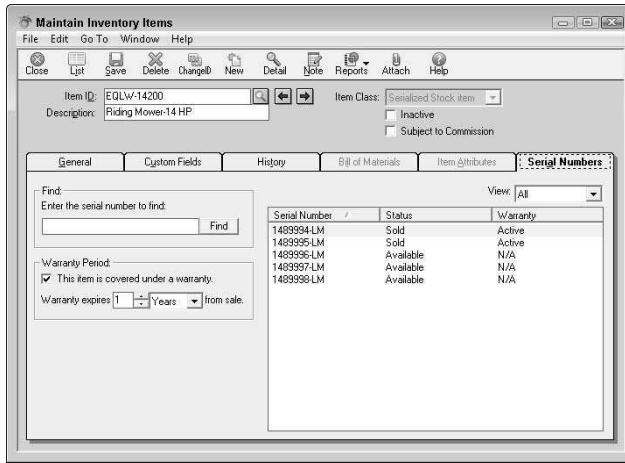 Maintain Inventory Items
File Edit Go To Window Help
Close List Save Delete ChangeID New Detail Note Reports Attach Help
Item ID: EQLW-14200 Item Class: Serialized Stock item
Description: Riding Mower-14 HP Inactive
Subject to Commission
General Custom Fields History Bill of Materials Item Attributes Serial Numbers
Find:
Enter the serial number to find:
Find
Warranty Period:
This item is covered under a warranty.
Warranty expires 1 Years from sale.
View: All
Serial Number / Status Warranty
1489994-LM Sold Active
1489995-LM Sold Active
1489996-LM Available N/A
1489997-LM Available N/A
1489998-LM Available N/A